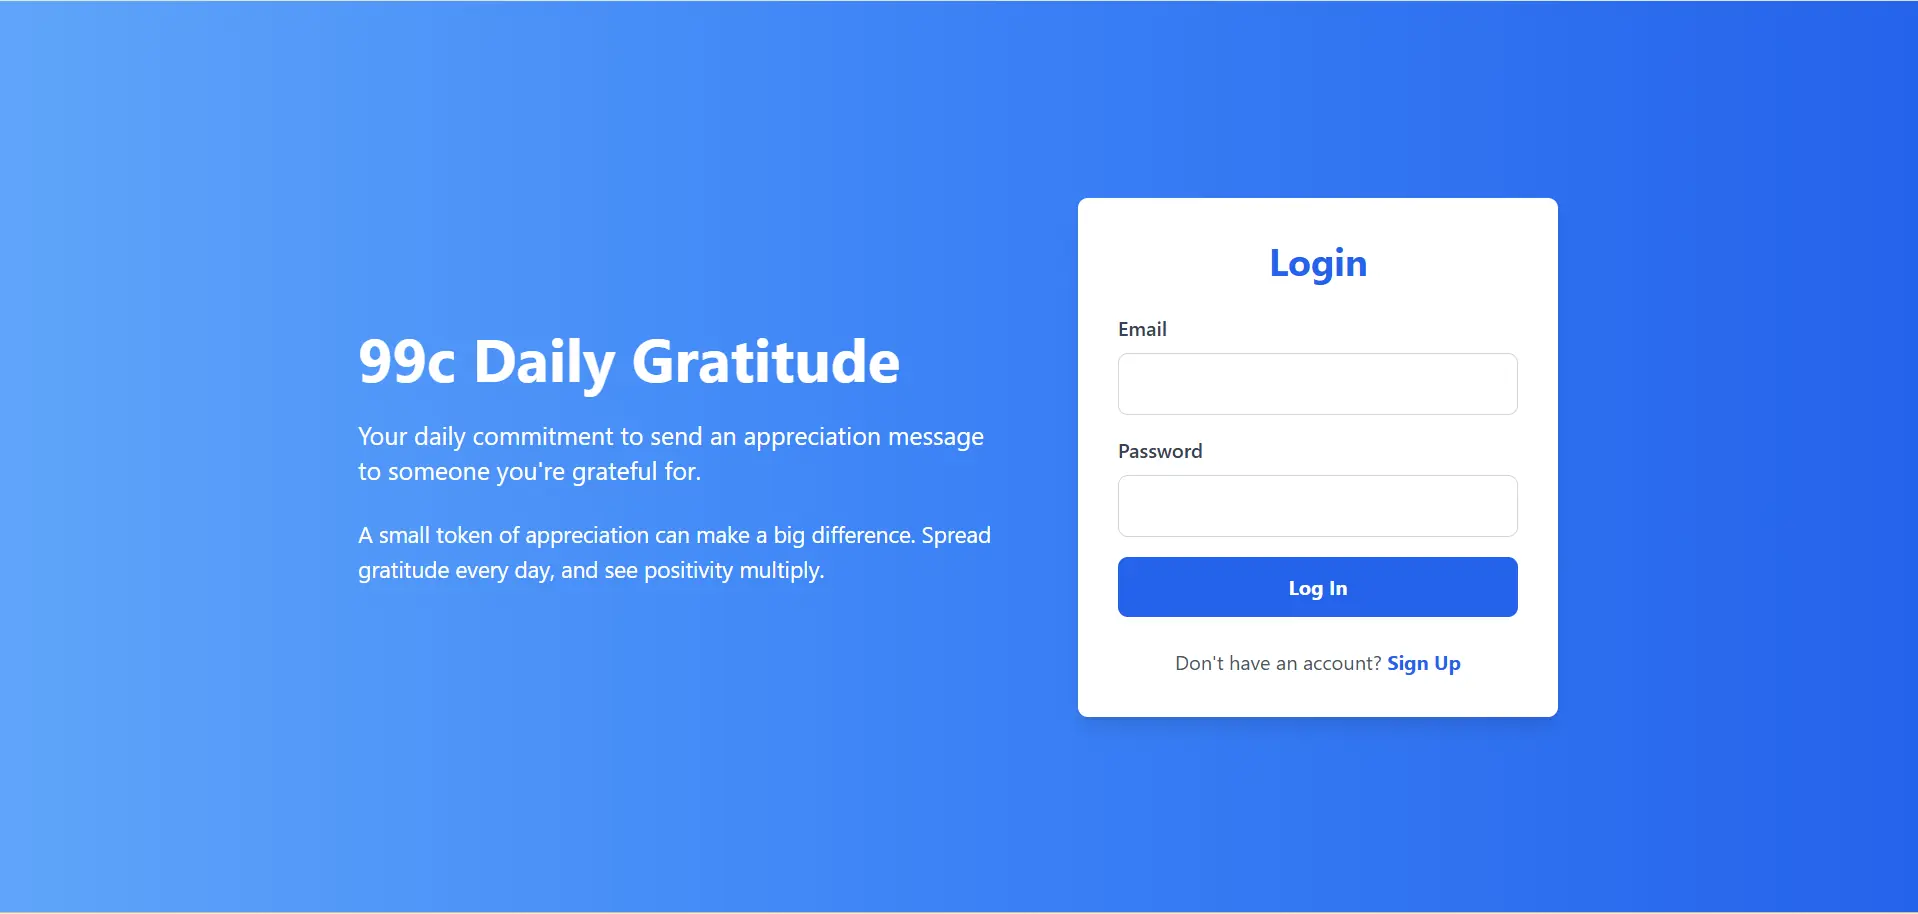 99c Daily Gratitude
Your daily commitment to send an appreciation message
to someone you're grateful for.
A small token of appreciation can make a big difference. Spread
gratitude every day, and see positivity multiply.
Login
Email
Password
Log In
Don't have an account? Sign Up